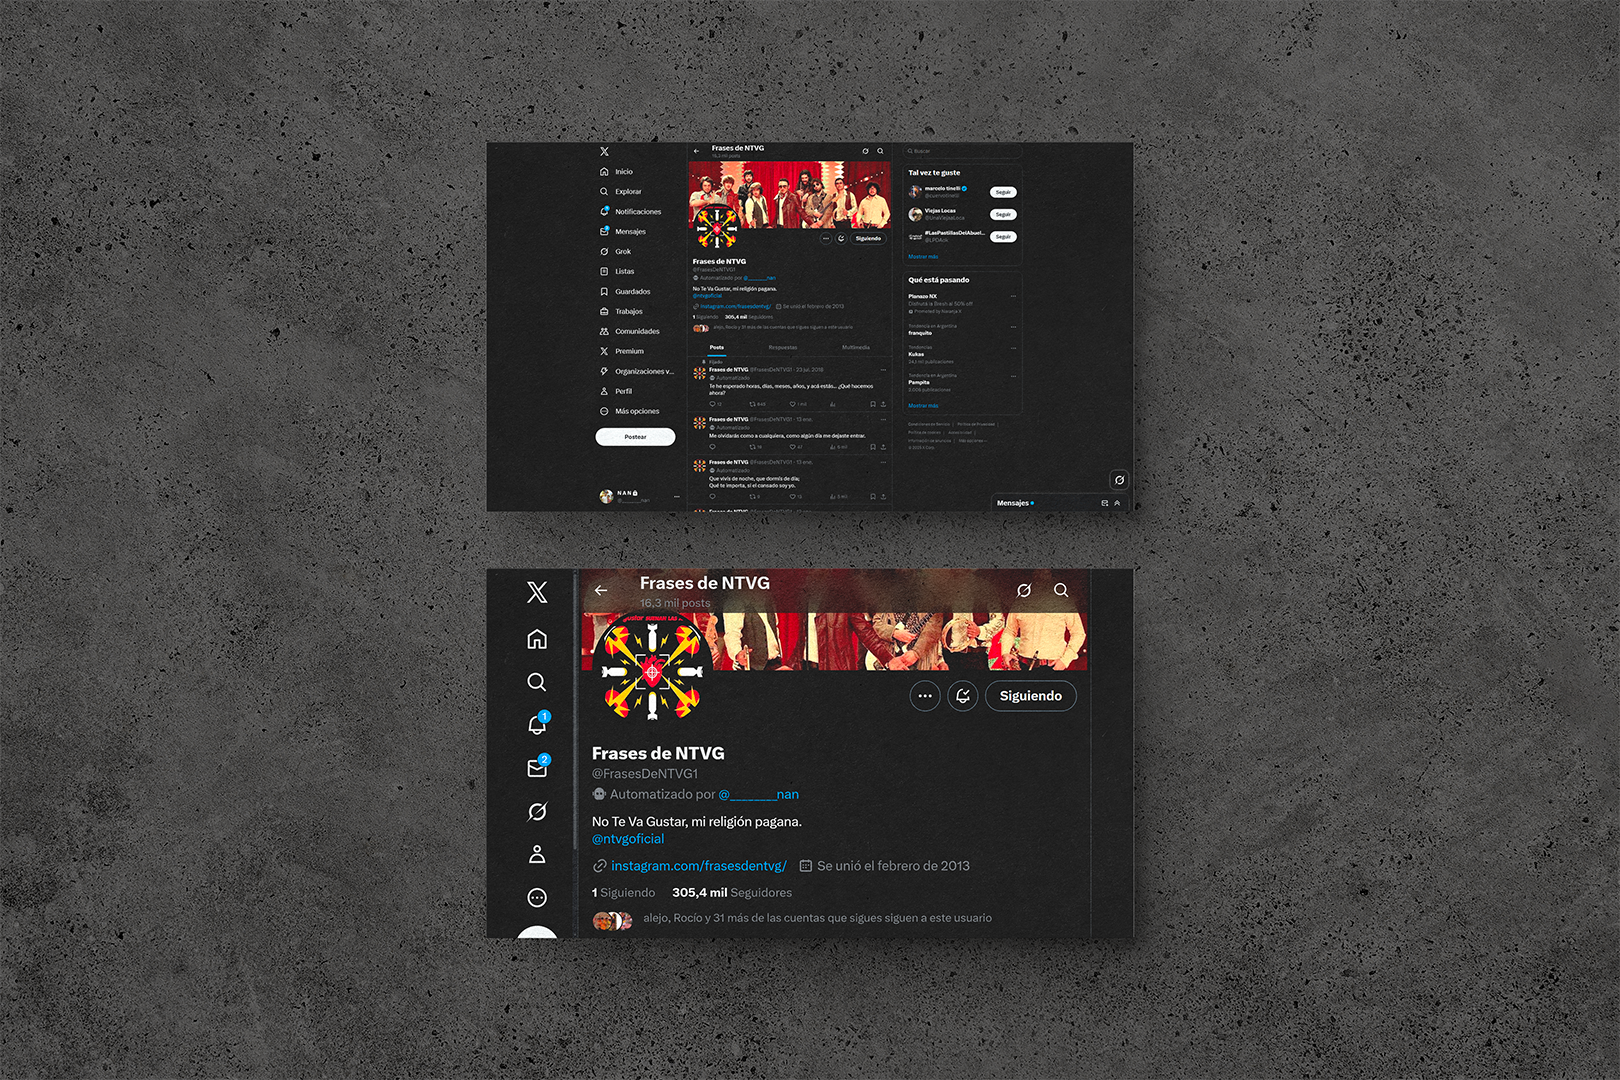 Frases de NTVG
16,3 mil posts
Buscar
Inicio
Explorar
Notificaciones
Mensajes
Grok
Listas
Guardados
Trabajos
Comunidades
Premium
Organizaciones v...
Perfil
Más opciones
Postear
N A N
Siguiendo
Frases de NTVG
@FrasesDeNTVG1
Automatizado por @_______nan
No Te Va Gustar, mi religión pagana.
@ntvgoficial
instagram.com/frasesdentvg/ Se unió el febrero de 2013
1 Siguiendo 305,4 mil Seguidores
alejo, Rocío y 31 más de las cuentas que sigues siguen a este usuario
Posts Respuestas Multimedia
Fijado
Frases de NTVG @FrasesDeNTVG1 · 23 jul. 2019
Automatizado
Te he esperado horas, días, meses, años, y acá estás... ¿Qué hacemos
ahora?
Frases de NTVG @FrasesDeNTVG1 · 13 ene.
Automatizado
Me olvidarás como a cualquiera, como algún día me dejaste entrar.
Frases de NTVG @FrasesDeNTVG1 · 13 ene.
Automatizado
Que vivís de noche, que dormís de día;
Qué te importa, si el cansado soy yo.
Tal vez te guste
marcelo tinelli
@cuervotinelli
Seguir
Viejas Locas
@UnaViejasLoca
Seguir
#LasPastillasDelAbuel...
@LPDAok
Seguir
Mostrar más
Qué está pasando
Planazo NX
Promoted by Naranja X
Tendencia en Argentina
franquito
Tendencias
Kukas
Tendencia en Argentina
Pampita
Mostrar más
Mensajes
Frases de NTVG
16,3 mil posts
1
2
Siguiendo
Frases de NTVG
@FrasesDeNTVG1
Automatizado por @_______nan
No Te Va Gustar, mi religión pagana.
@ntvgoficial
instagram.com/frasesdentvg/ Se unió el febrero de 2013
1 Siguiendo 305,4 mil Seguidores
alejo, Rocío y 31 más de las cuentas que sigues siguen a este usuario